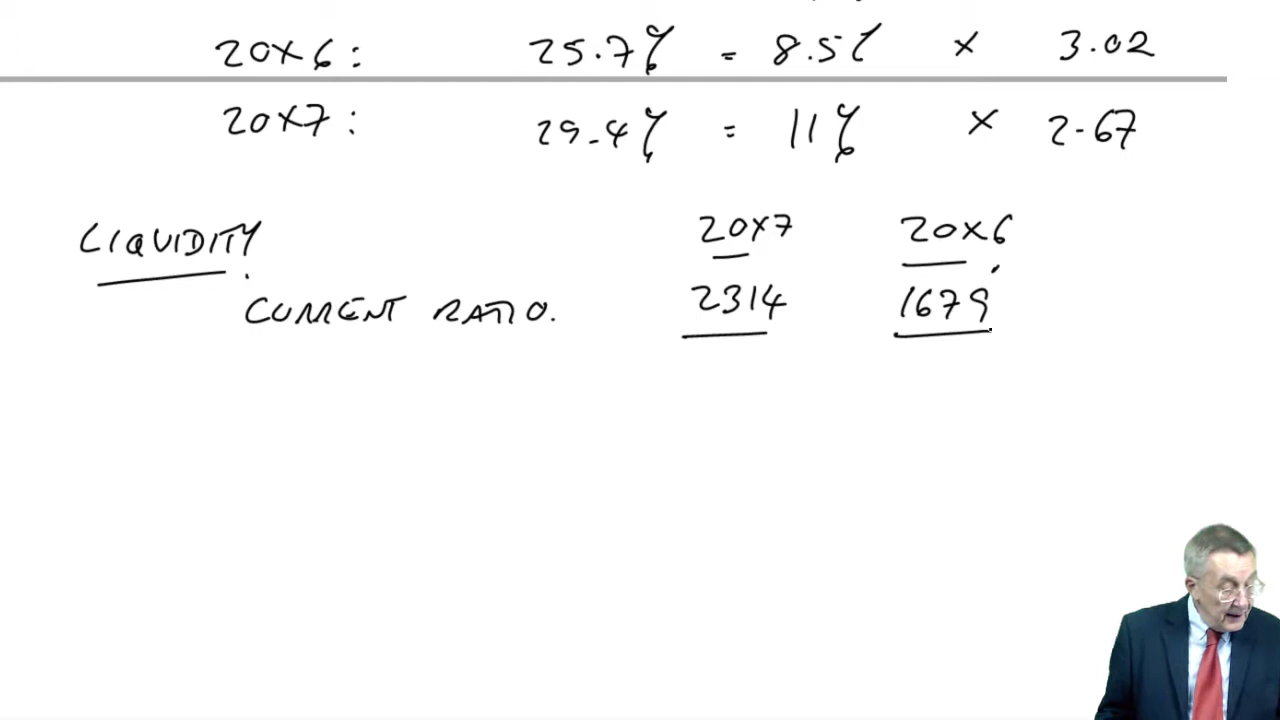 20X6: 25.7% = 8.5% X 3.02
20X7: 29.4% = 11% X 2.67
LIQUIDITY. 20X7 20X6
CURRENT RATIO. 2314 1679